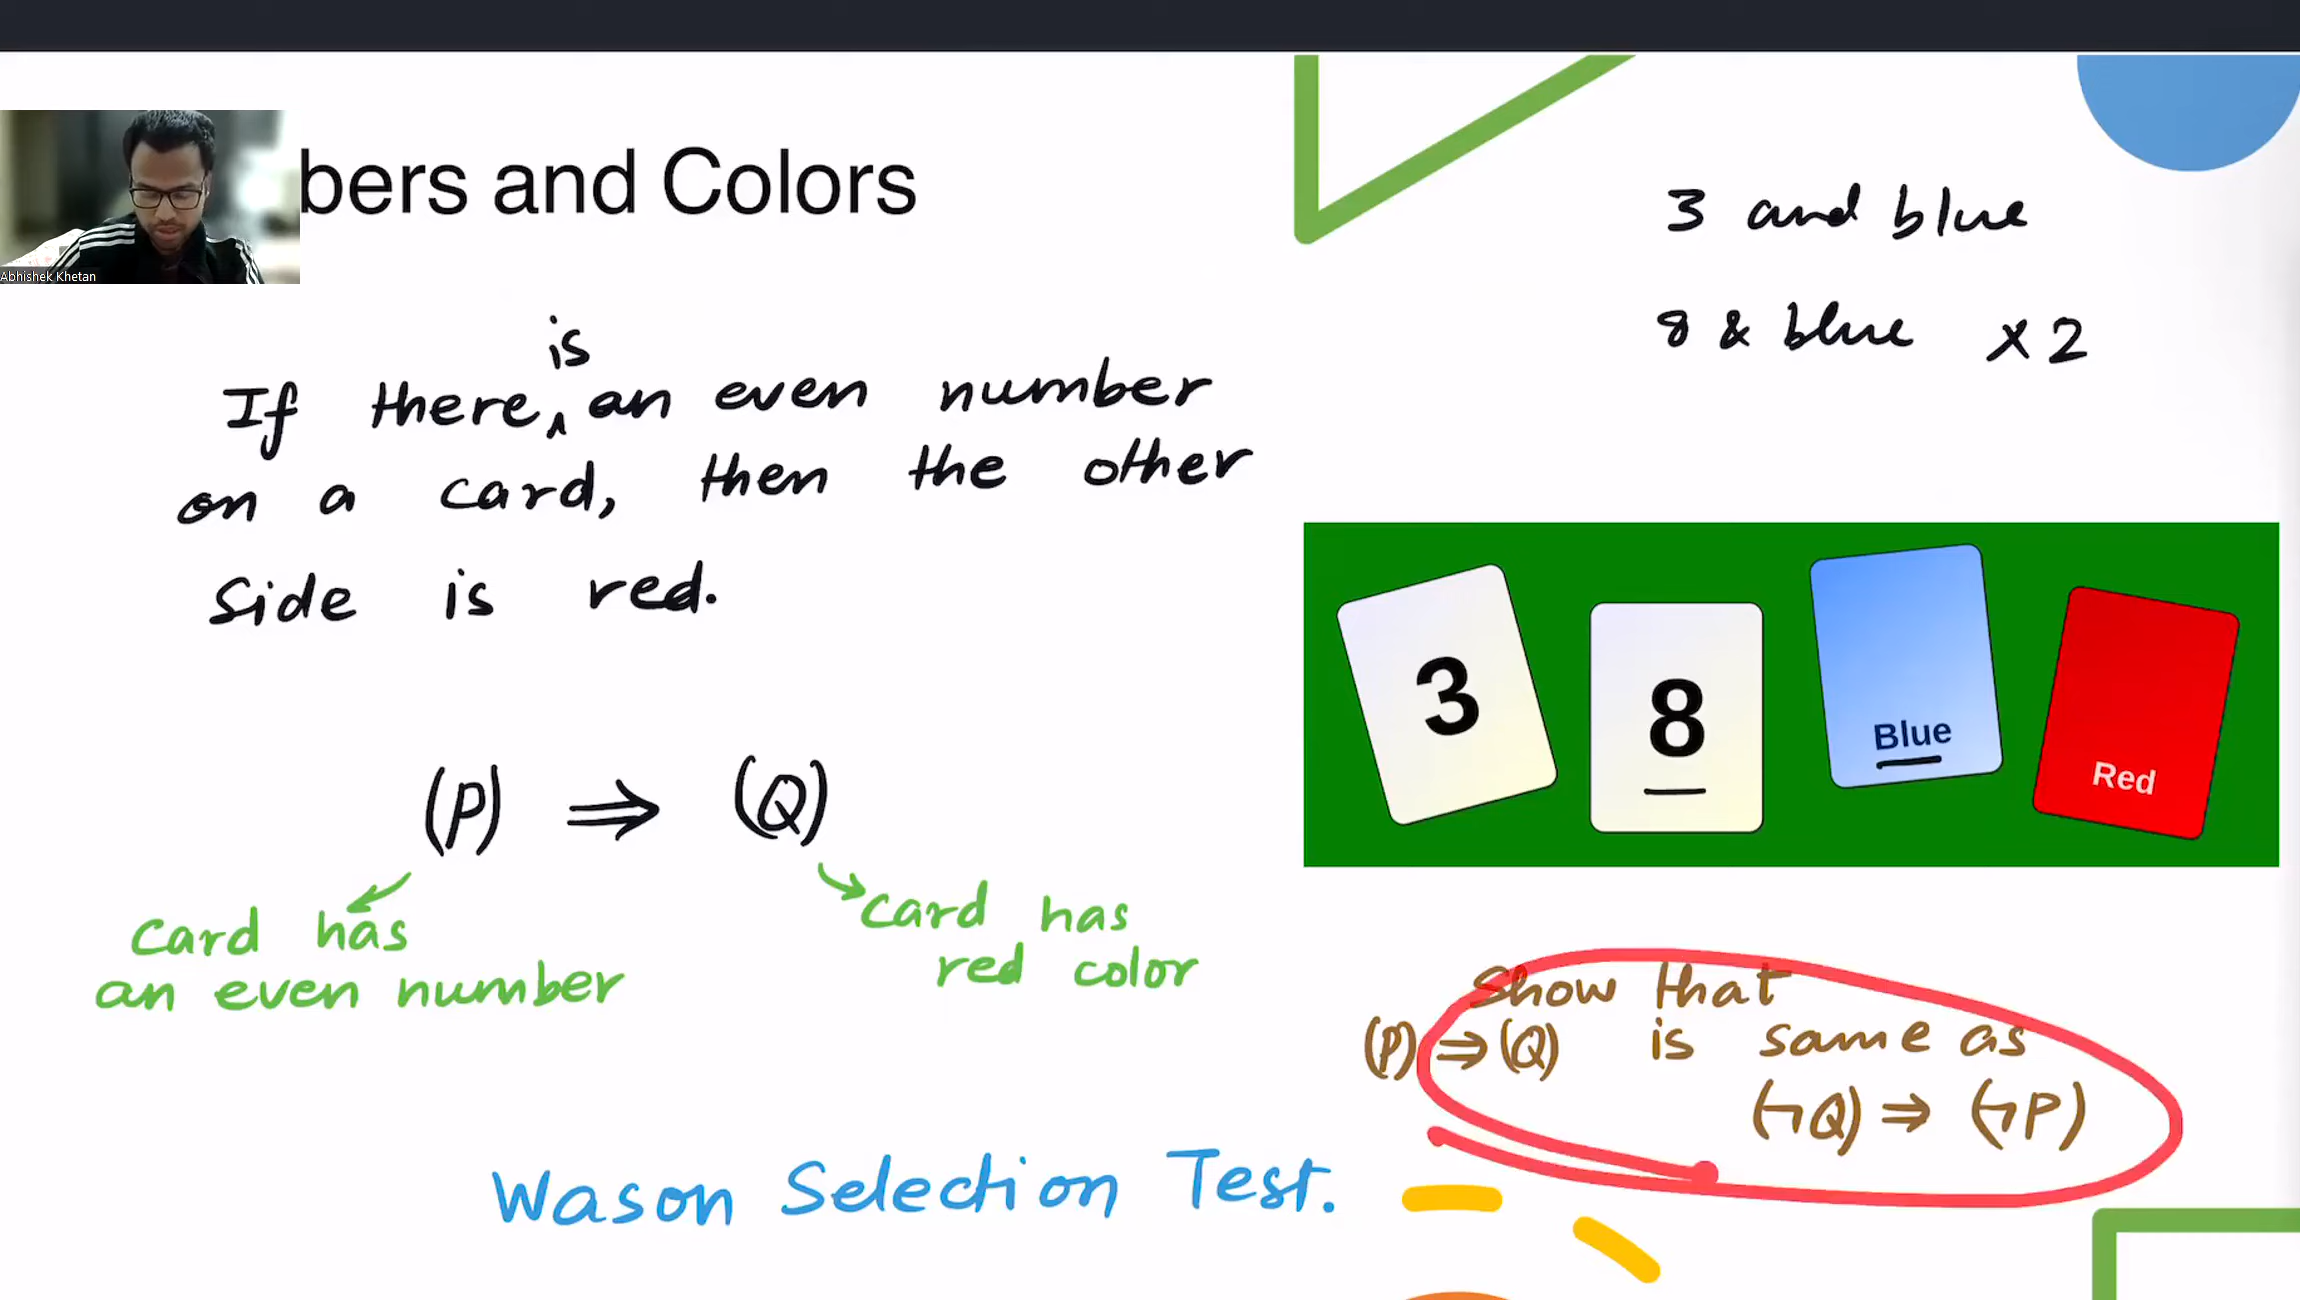 bers and Colors
Abhishek Khetan
3 and blue
8 & blue x 2
is
If there ^ an even number
on a card, then the other
side is red.
3
8
Blue
Red
(P) ⇒ (Q)
card has
an even number
card has
red color
Show that
(P) ⇒ (Q) is same as
(¬Q) ⇒ (¬P)
Wason Selection Test.